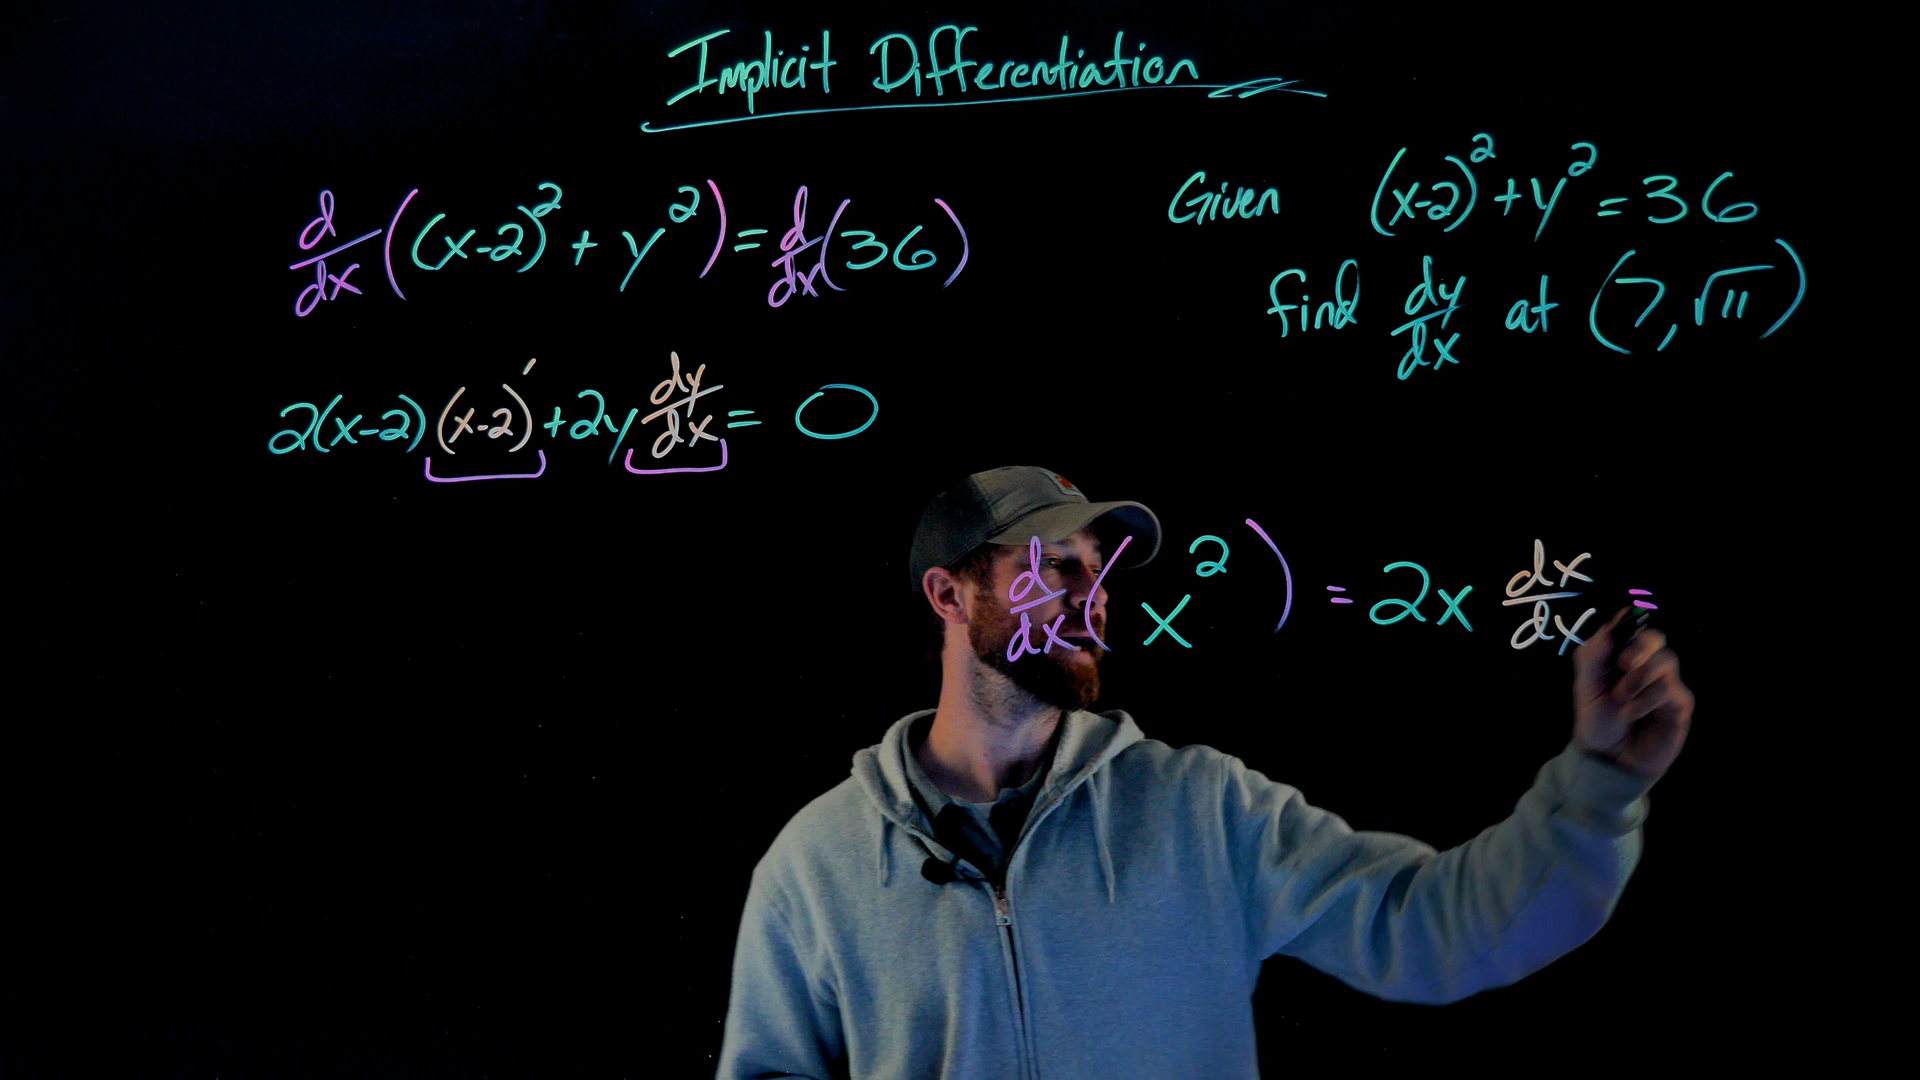 Implicit Differentiation
d/dx((x-2)² + y²) = d/dx(36)
2(x-2)(x-2)' + 2y dy/dx = 0
Given (x-2)² + y² = 36
find dy/dx at (7, √11)
d/dx(x²) = 2x dx/dx =